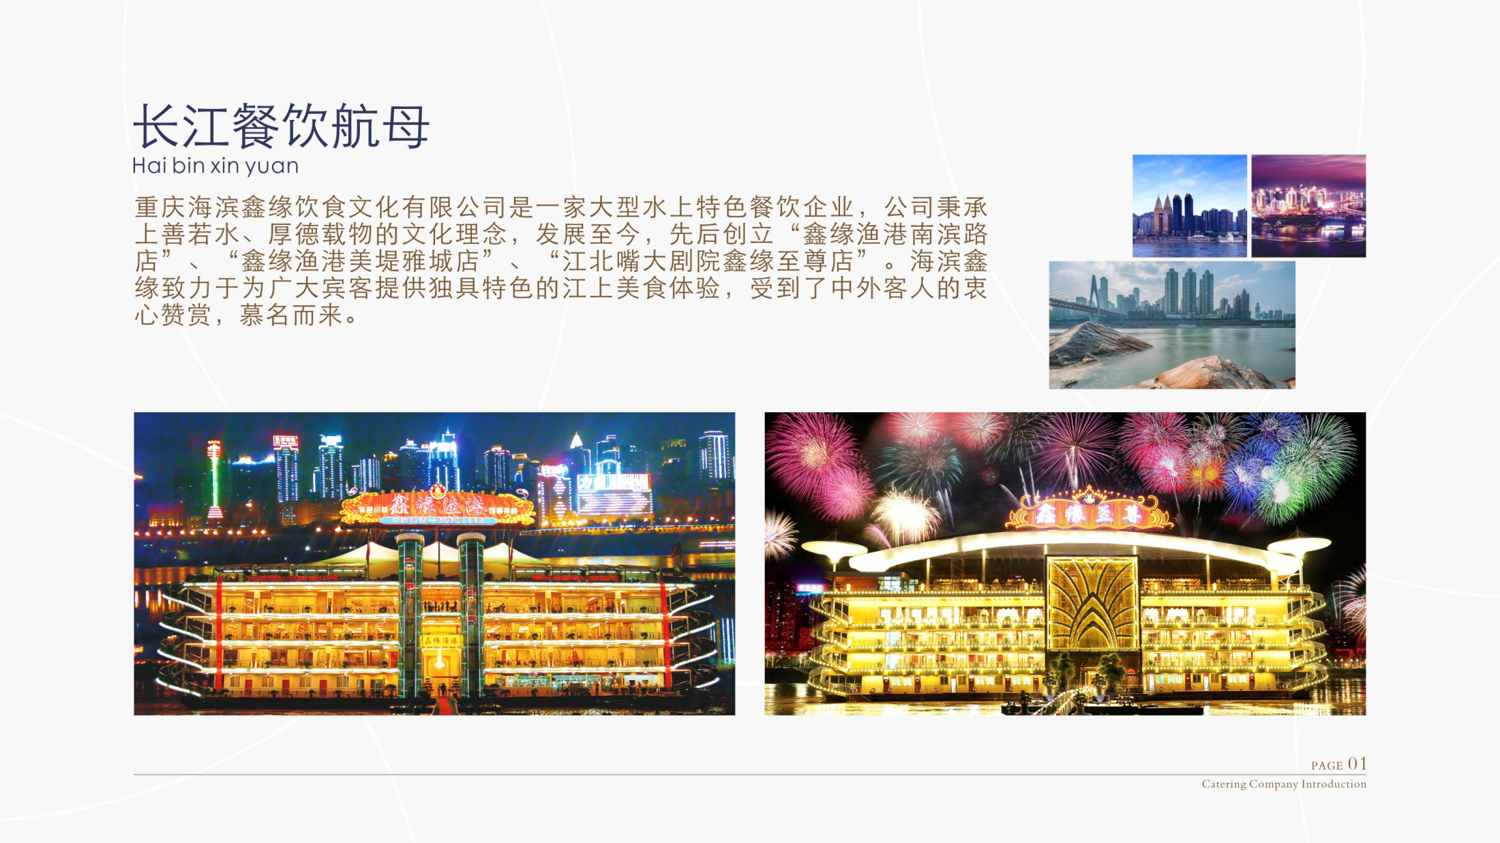 长江餐饮航母
Hai bin xin yuan
重庆海滨鑫缘饮食文化有限公司是一家大型水上特色餐饮企业，公司秉承
上善若水、厚德载物的文化理念，发展至今，先后创立“鑫缘渔港南滨路
店”、“鑫缘渔港美堤雅城店”、“江北嘴大剧院鑫缘至尊店”。海滨鑫
缘致力于为广大宾客提供独具特色的江上美食体验，受到了中外客人的衷
心赞赏，慕名而来。
鑫缘渔港
鑫缘渔港
鑫缘至尊
PAGE 01
Catering Company Introduction